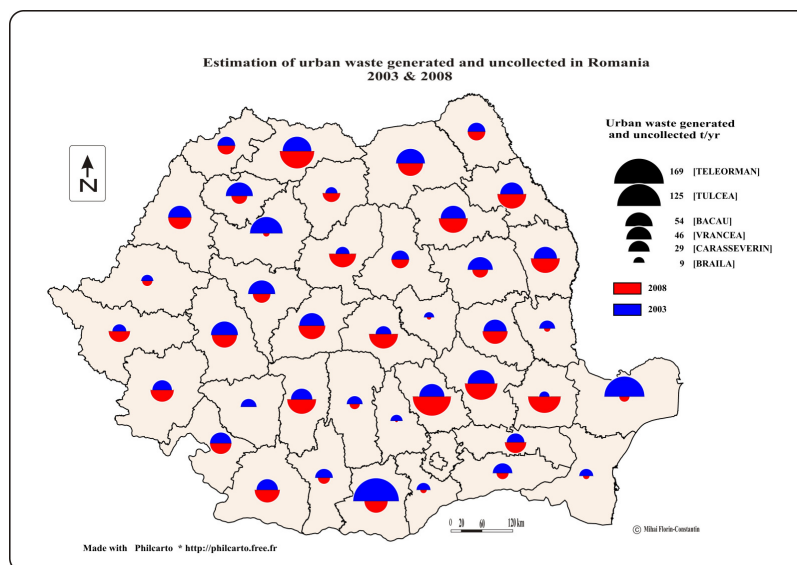 Estimation of urban waste generated and uncollected in Romania
2003 & 2008
N
Urban waste generated
and uncollected t/yr
169 [TELEORMAN]
125 [TULCEA]
54 [BACAU]
46 [VRANCEA]
29 [CARASSEVERIN]
9 [BRAILA]
2008
2003
0 20 60 120 km
© Mihai Florin-Constantin
Made with Philcarto * http://philcarto.free.fr